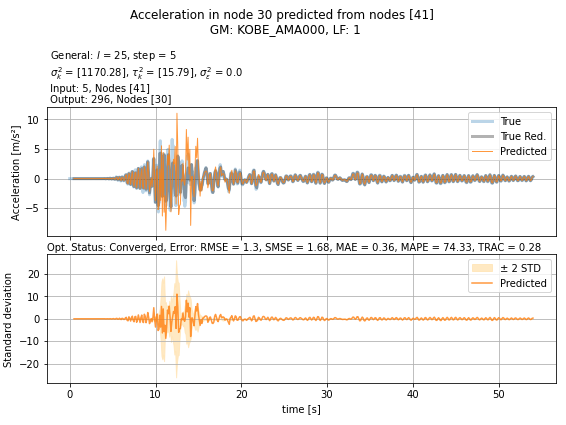 Acceleration in node 30 predicted from nodes [41]
GM: KOBE_AMA000, LF: 1
General: l = 25, step = 5
σ²ₖ = [1170.28], τ²ₖ = [15.79], σ²ε = 0.0
Input: 5, Nodes [41]
Output: 296, Nodes [30]
Acceleration [m/s²]
10
5
0
−5
True
True Red.
Predicted
Opt. Status: Converged, Error: RMSE = 1.3, SMSE = 1.68, MAE = 0.36, MAPE = 74.33, TRAC = 0.28
Standard deviation
20
10
0
−10
−20
± 2 STD
Predicted
0 10 20 30 40 50
time [s]